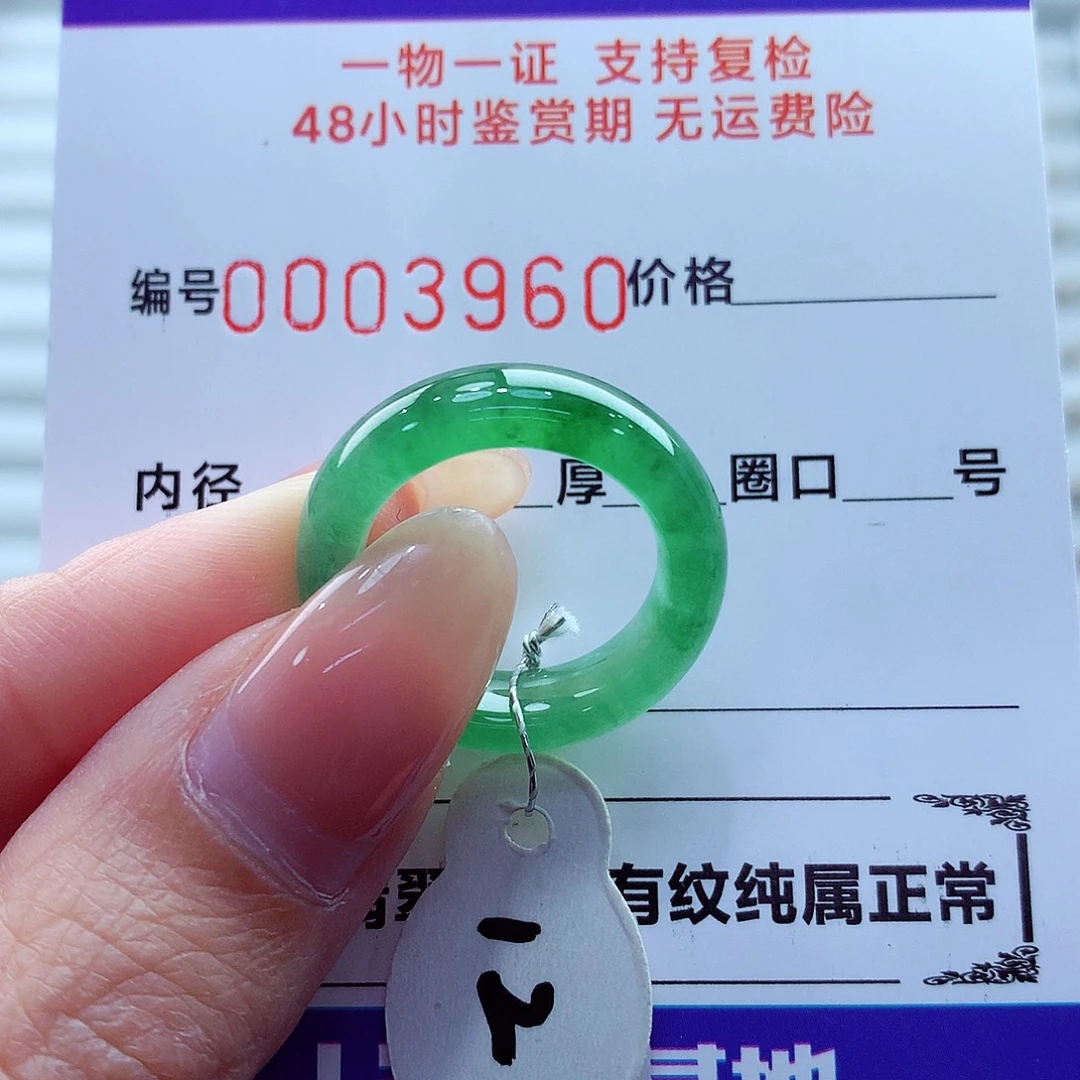 一物一证 支持复检
48小时鉴赏期 无运费险
编号0003960价格
内径 厚 圈口 号
有纹纯属正常
基地